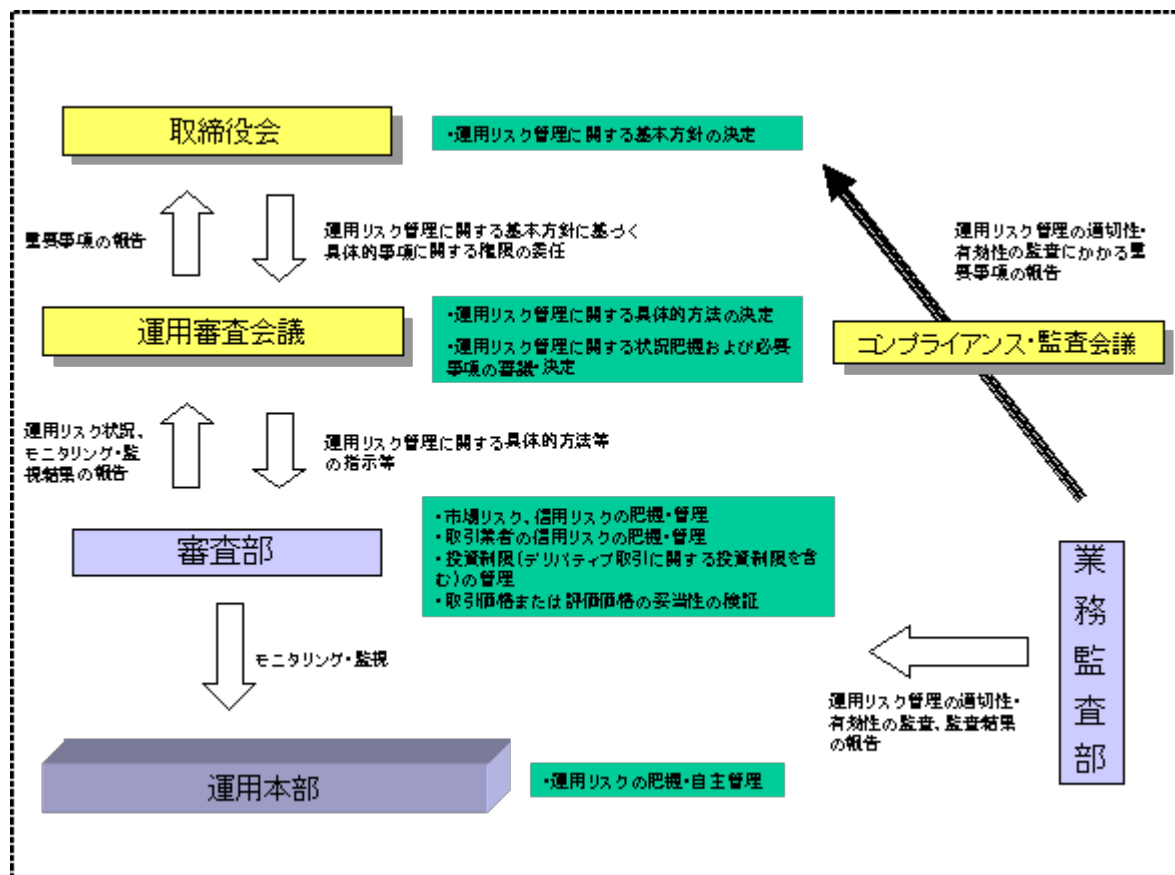 取締役会
・運用リスク管理に関する基本方針の決定
重要事項の報告
運用リスク管理に関する基本方針に基づく
具体的事項に関する権限の委任
運用リスク管理の適切性・
有効性の監査にかかる重
要事項の報告
運用審査会議
・運用リスク管理に関する具体的方法の決定
・運用リスク管理に関する状況把握および必要
事項の審議・決定
コンプライアンス・監査会議
運用リスク状況、
モニタリング・監
視結果の報告
運用リスク管理に関する具体的方法等
の指示等
審査部
・市場リスク、信用リスクの把握・管理
・取引業者の信用リスクの把握・管理
・投資制限(デリバティブ取引に関する投資制限を含
む)の管理
・取引価格または評価価格の妥当性の検証
業務監査部
モニタリング・監視
運用リスク管理の適切性・
有効性の監査、監査結果
の報告
運用本部
・運用リスクの把握・自主管理